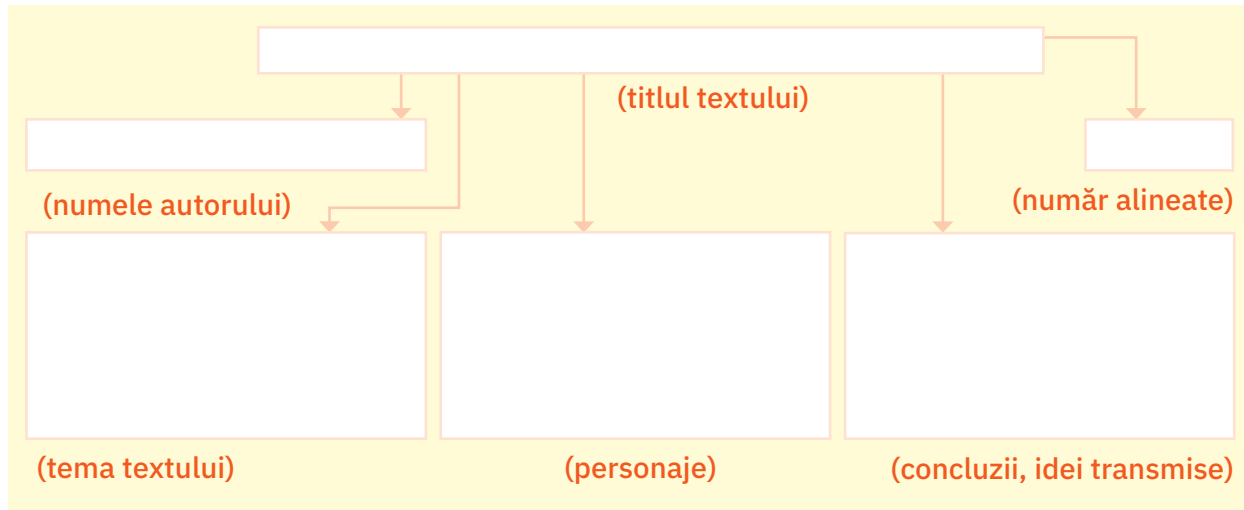 (titlul textului)
(numele autorului)
(număr alineate)
(tema textului)
(personaje)
(concluzii, idei transmise)